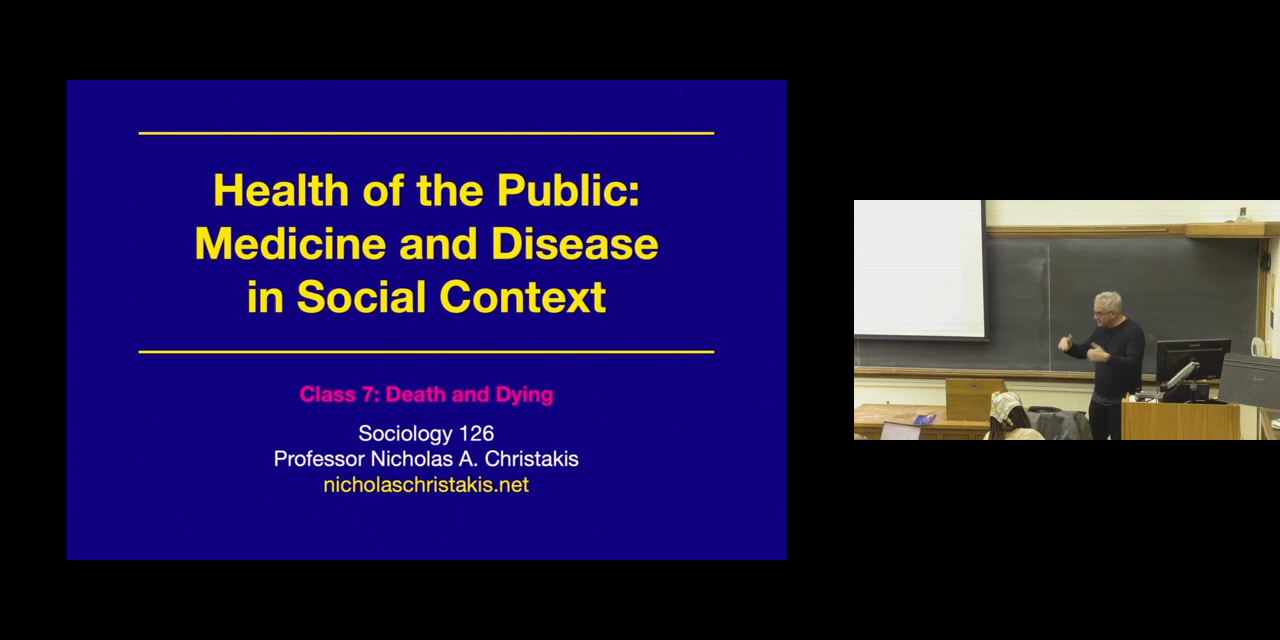 Health of the Public:
Medicine and Disease
in Social Context
Class 7: Death and Dying
Sociology 126
Professor Nicholas A. Christakis
nicholaschristakis.net